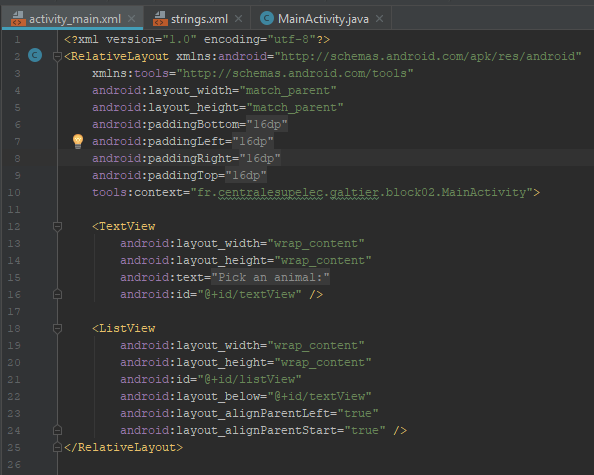 activity_main.xml strings.xml MainActivity.java
1 <?xml version="1.0" encoding="utf-8"?>
2 <RelativeLayout xmlns:android="http://schemas.android.com/apk/res/android"
3 xmlns:tools="http://schemas.android.com/tools"
4 android:layout_width="match_parent"
5 android:layout_height="match_parent"
6 android:paddingBottom="16dp"
7 android:paddingLeft="16dp"
8 android:paddingRight="16dp"
9 android:paddingTop="16dp"
10 tools:context="fr.centralesupelec.galtier.block02.MainActivity">
11
12 <TextView
13 android:layout_width="wrap_content"
14 android:layout_height="wrap_content"
15 android:text="Pick an animal:"
16 android:id="@+id/textView" />
17
18 <ListView
19 android:layout_width="wrap_content"
20 android:layout_height="wrap_content"
21 android:id="@+id/listView"
22 android:layout_below="@+id/textView"
23 android:layout_alignParentLeft="true"
24 android:layout_alignParentStart="true" />
25 </RelativeLayout>
26